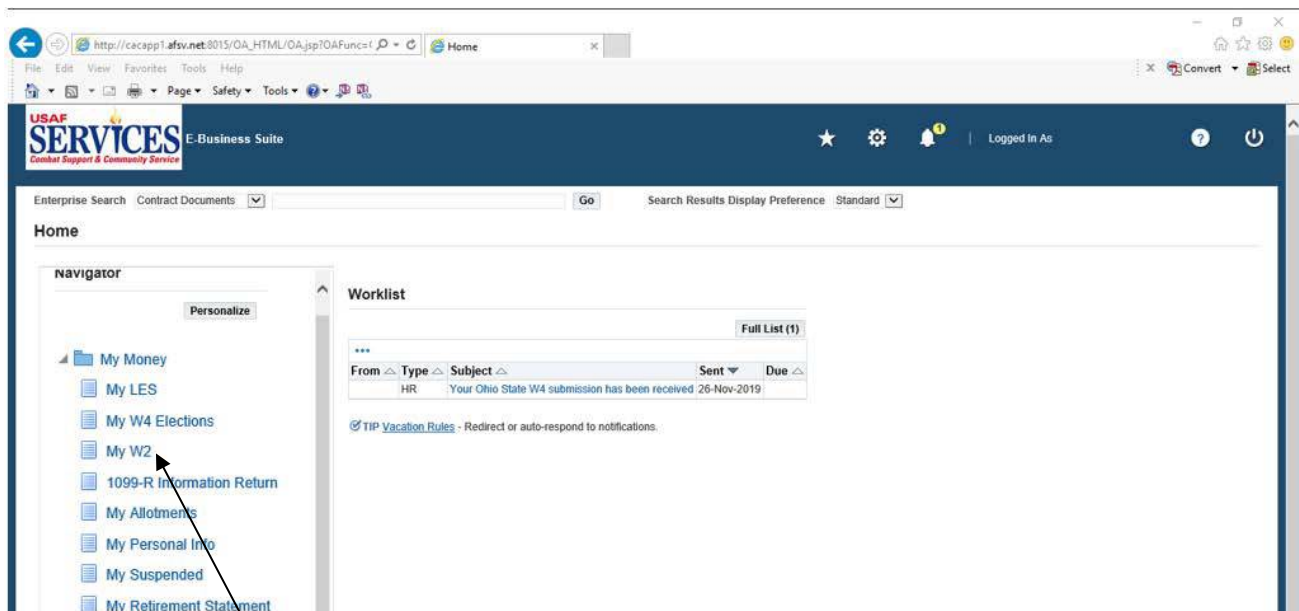 http://cacapp1.afsv.net:8015/OA_HTML/OA.jsp?OAFunc=(
Home
File Edit View Favorites Tools Help
Convert Select
Page Safety Tools
USAF
SERVICES
Combat Support & Community Service
E-Business Suite
1
Logged In As
Enterprise Search Contract Documents Go Search Results Display Preference Standard
Home
Navigator
Personalize
My Money
My LES
My W4 Elections
My W2
1099-R Information Return
My Allotments
My Personal Info
My Suspended
My Retirement Statement
Worklist
Full List (1)
...
From Type Subject Sent Due
HR Your Ohio State W4 submission has been received 26-Nov-2019
TIP Vacation Rules - Redirect or auto-respond to notifications.